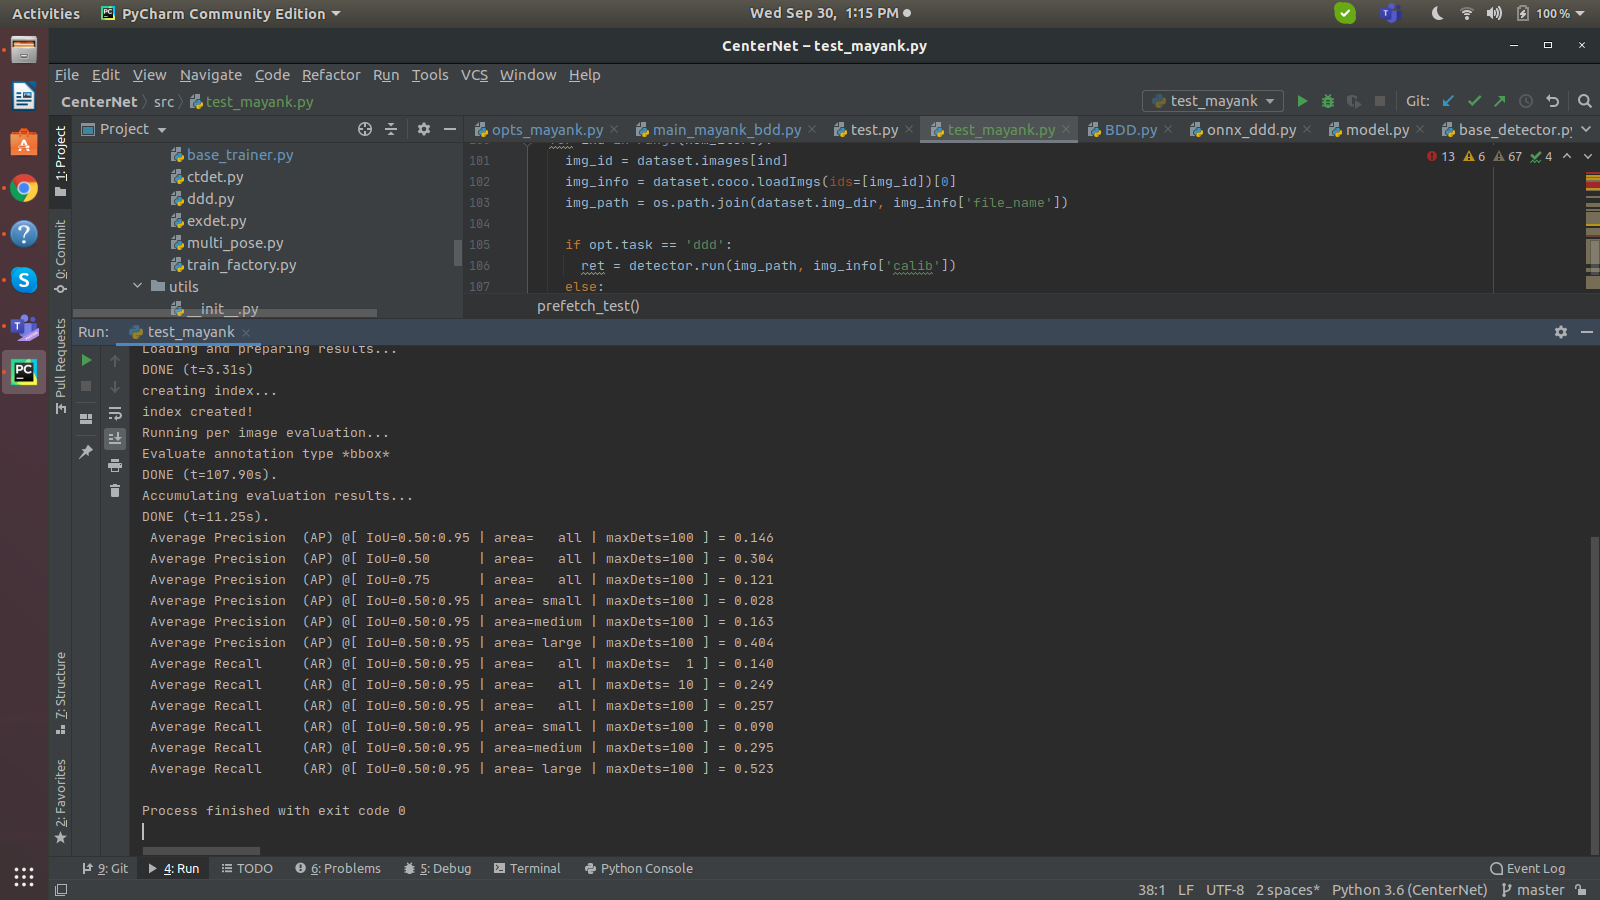 Activities PyCharm Community Edition Wed Sep 30, 1:15 PM 100 %
CenterNet – test_mayank.py
File Edit View Navigate Code Refactor Run Tools VCS Window Help
CenterNet src test_mayank.py test_mayank Git:
1: Project
0: Commit
Pull Requests
7: Structure
2: Favorites
Project
base_trainer.py
ctdet.py
ddd.py
exdet.py
multi_pose.py
train_factory.py
utils
__init__.py
opts_mayank.py main_mayank_bdd.py test.py test_mayank.py BDD.py onnx_ddd.py model.py base_detector.py
13 6 67 4
101 img_id = dataset.images[ind]
102 img_info = dataset.coco.loadImgs(ids=[img_id])[0]
103 img_path = os.path.join(dataset.img_dir, img_info['file_name'])
104
105 if opt.task == 'ddd':
106 ret = detector.run(img_path, img_info['calib'])
107 else:
prefetch_test()
Run: test_mayank
Loading and preparing results...
DONE (t=3.31s)
creating index...
index created!
Running per image evaluation...
Evaluate annotation type *bbox*
DONE (t=107.90s).
Accumulating evaluation results...
DONE (t=11.25s).
Average Precision (AP) @[ IoU=0.50:0.95 | area= all | maxDets=100 ] = 0.146
Average Precision (AP) @[ IoU=0.50 | area= all | maxDets=100 ] = 0.304
Average Precision (AP) @[ IoU=0.75 | area= all | maxDets=100 ] = 0.121
Average Precision (AP) @[ IoU=0.50:0.95 | area= small | maxDets=100 ] = 0.028
Average Precision (AP) @[ IoU=0.50:0.95 | area=medium | maxDets=100 ] = 0.163
Average Precision (AP) @[ IoU=0.50:0.95 | area= large | maxDets=100 ] = 0.404
Average Recall (AR) @[ IoU=0.50:0.95 | area= all | maxDets= 1 ] = 0.140
Average Recall (AR) @[ IoU=0.50:0.95 | area= all | maxDets= 10 ] = 0.249
Average Recall (AR) @[ IoU=0.50:0.95 | area= all | maxDets=100 ] = 0.257
Average Recall (AR) @[ IoU=0.50:0.95 | area= small | maxDets=100 ] = 0.090
Average Recall (AR) @[ IoU=0.50:0.95 | area=medium | maxDets=100 ] = 0.295
Average Recall (AR) @[ IoU=0.50:0.95 | area= large | maxDets=100 ] = 0.523
Process finished with exit code 0
9: Git 4: Run TODO 6: Problems 5: Debug Terminal Python Console Event Log
38:1 LF UTF-8 2 spaces* Python 3.6 (CenterNet) master